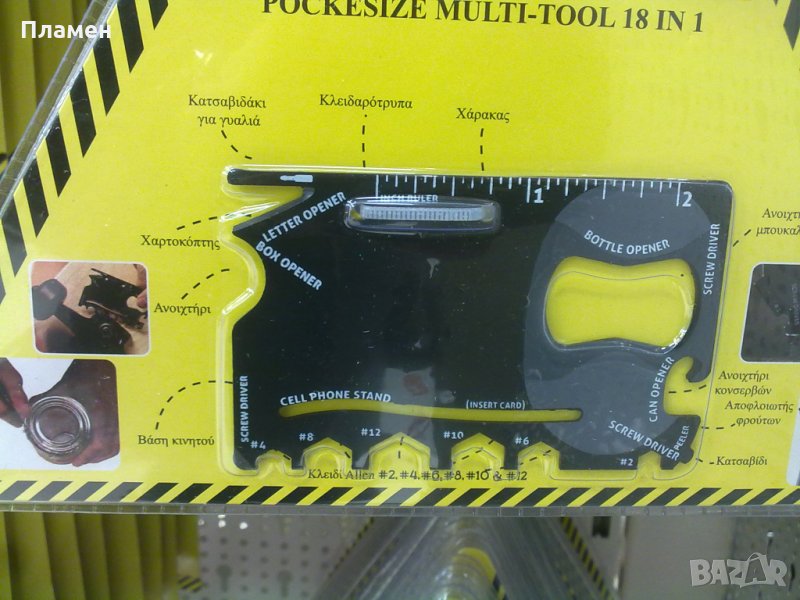 Пламен
POCKESIZE MULTI-TOOL 18 IN 1
Κατσαβιδάκι
για γυαλιά
Κλειδαρότρυπα
Χάρακας
INCH RULER
1
2
LETTER OPENER
BOX OPENER
BOTTLE OPENER
SCREW DRIVER
Χαρτοκόπτης
Ανοιχτήρι
Βάση κινητού
SCREW DRIVER
CELL PHONE STAND
(INSERT CARD)
CAN OPENER
SCREW DRIVER
PEELER
#4
#8
#12
#10
#6
#2
Κλειδί Allen #2, #4, #6, #8, #10 & #12
Ανοιχτήρι
κονσερβών
Αποφλοιωτής
φρούτων
Κατσαβίδι
BAZAR